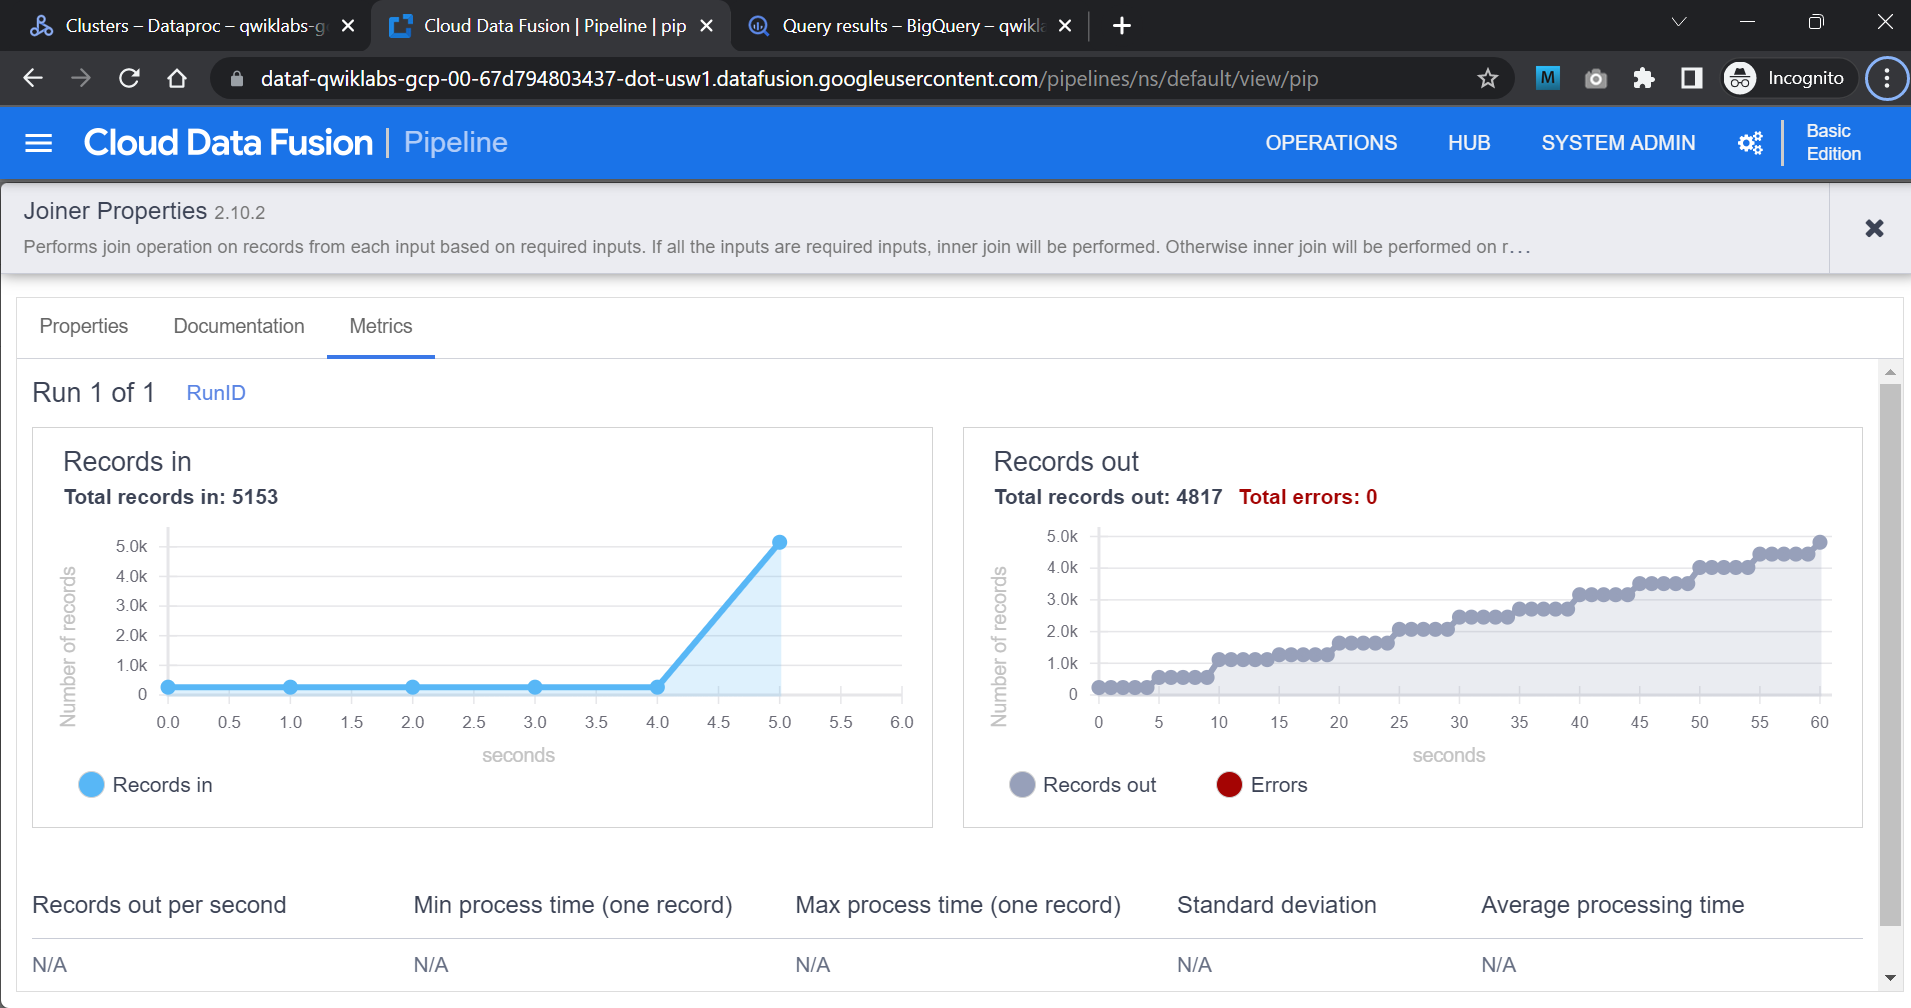 Clusters – Dataproc – qwiklabs-g
Cloud Data Fusion | Pipeline | pip
Query results – BigQuery – qwikl
dataf-qwiklabs-gcp-00-67d794803437-dot-usw1.datafusion.googleusercontent.com/pipelines/ns/default/view/pip
M
Incognito
Cloud Data Fusion | Pipeline
OPERATIONS
HUB
SYSTEM ADMIN
Basic
Edition
Joiner Properties 2.10.2
Performs join operation on records from each input based on required inputs. If all the inputs are required inputs, inner join will be performed. Otherwise inner join will be performed on r...
Properties
Documentation
Metrics
Run 1 of 1
RunID
Records in
Total records in: 5153
5.0k
4.0k
3.0k
2.0k
1.0k
0
Number of records
0.0 0.5 1.0 1.5 2.0 2.5 3.0 3.5 4.0 4.5 5.0 5.5 6.0
seconds
Records in
Records out
Total records out: 4817 Total errors: 0
5.0k
4.0k
3.0k
2.0k
1.0k
0
Number of records
0 5 10 15 20 25 30 35 40 45 50 55 60
seconds
Records out
Errors
Records out per second Min process time (one record) Max process time (one record) Standard deviation Average processing time
N/A N/A N/A N/A N/A